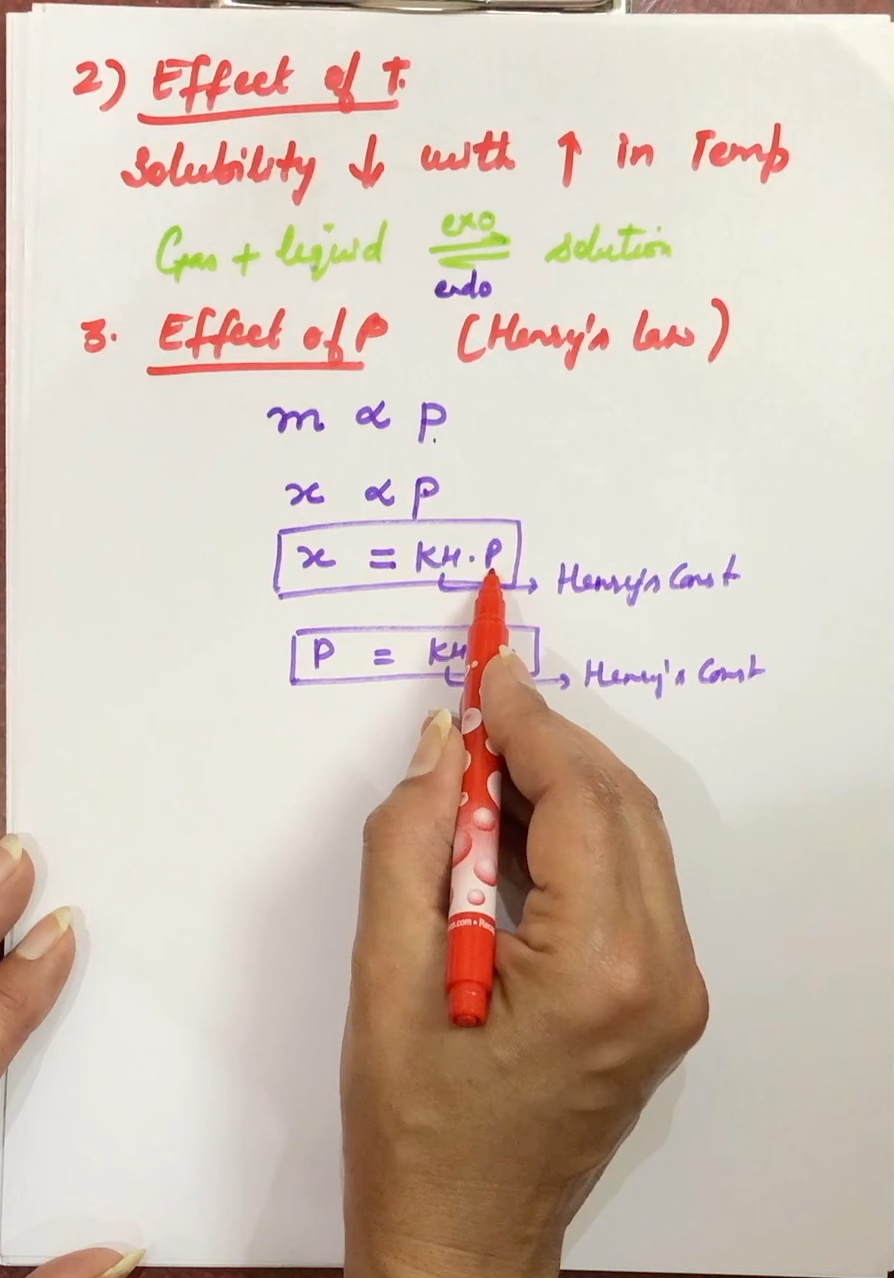 2) Effect of T.
Solubility ↓ with ↑ in Temp
Gas + liquid ⇌ solution
exo
endo
3. Effect of P (Henry's law)
m ∝ P.
x ∝ P
x = KH·P → Henry's Const
P = KH → Henry's Const